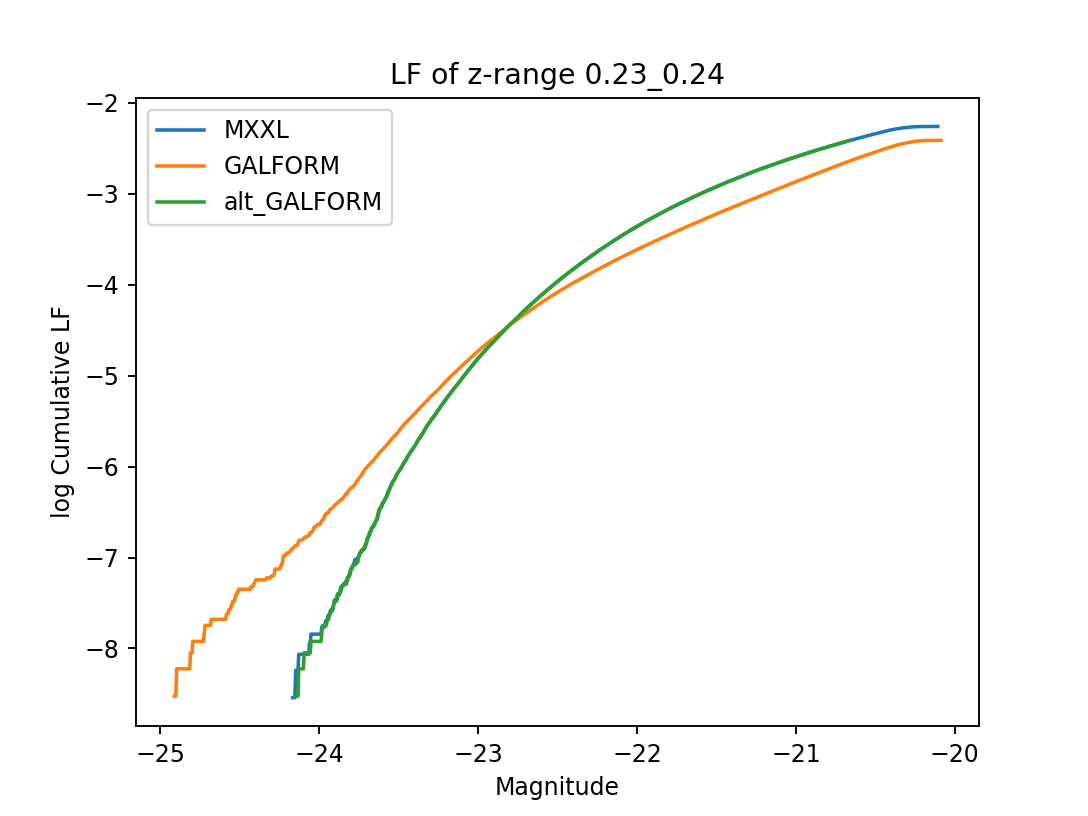 LF of z-range 0.23_0.24
MXXL
GALFORM
alt_GALFORM
log Cumulative LF
−2
−3
−4
−5
−6
−7
−8
−25
−24
−23
−22
−21
−20
Magnitude